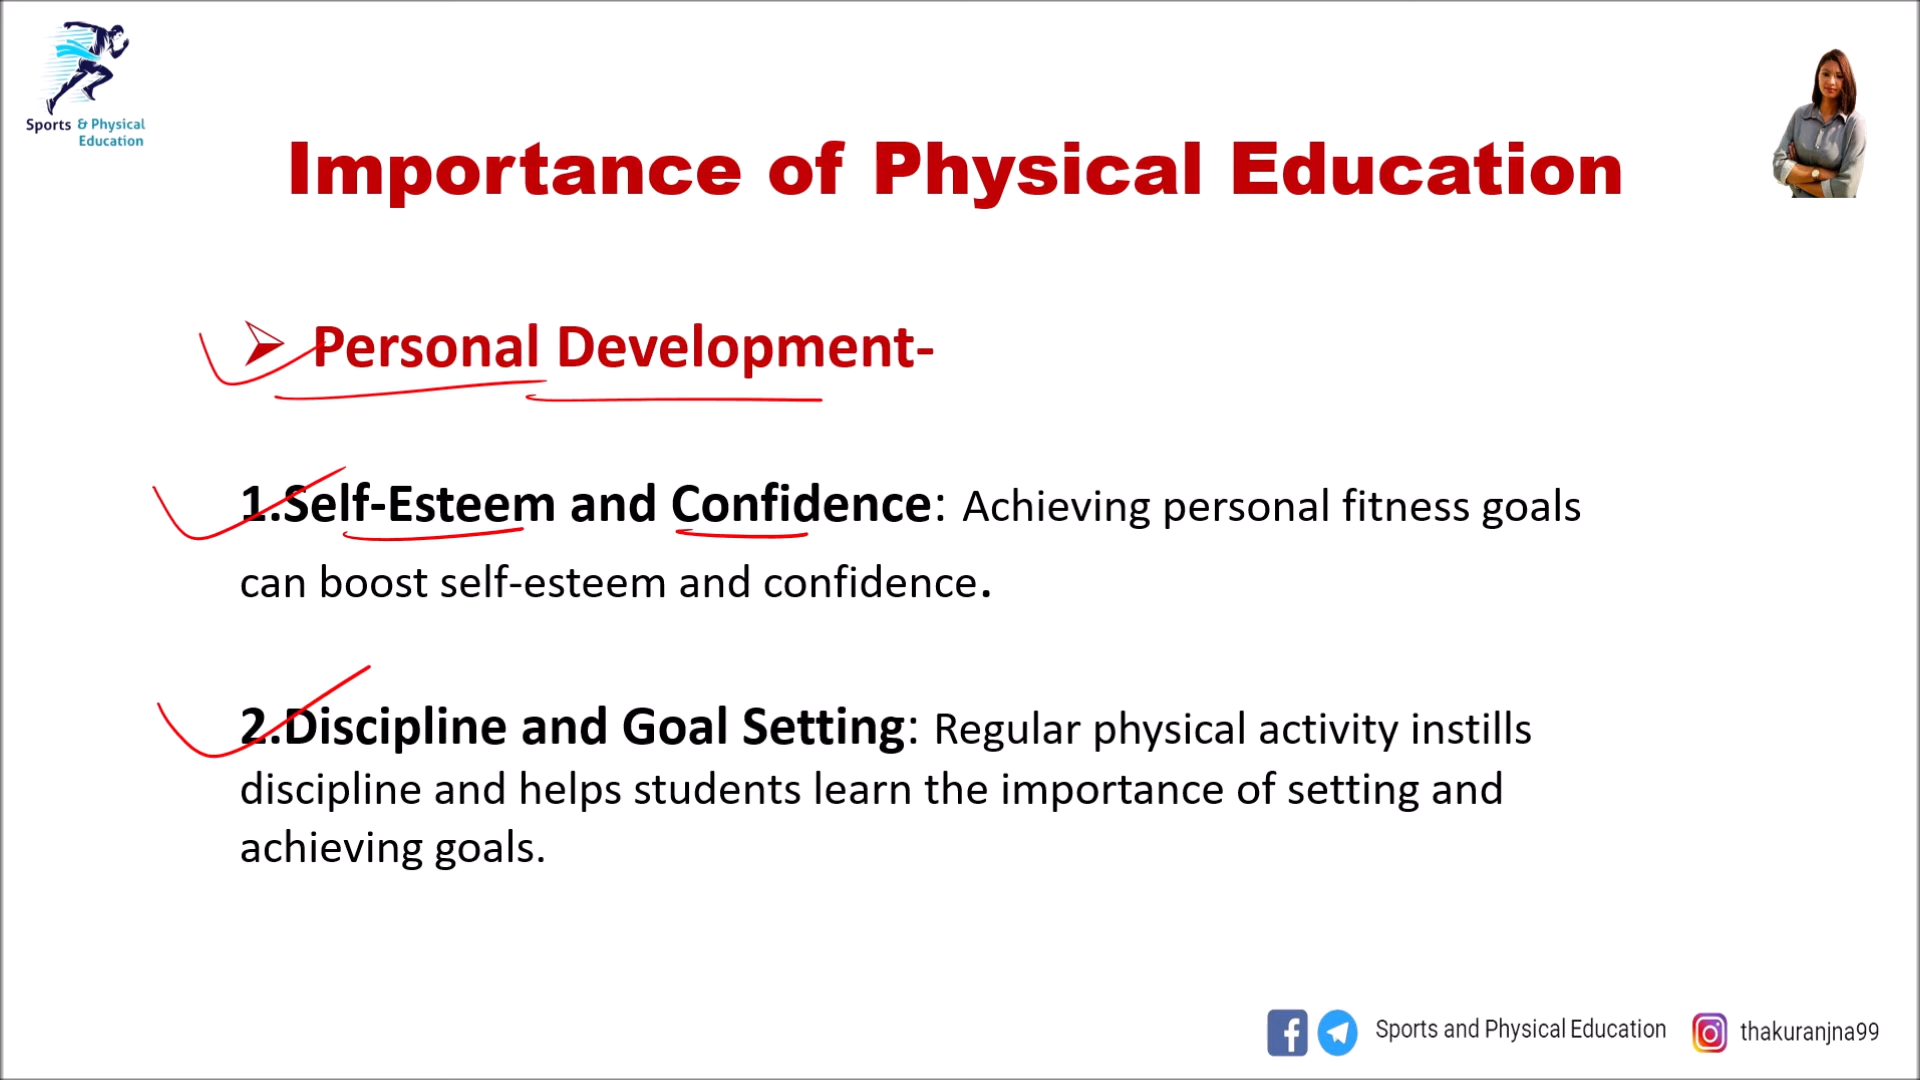 Sports & Physical
Education
Importance of Physical Education
Personal Development-
1.Self-Esteem and Confidence: Achieving personal fitness goals
can boost self-esteem and confidence.
2.Discipline and Goal Setting: Regular physical activity instills
discipline and helps students learn the importance of setting and
achieving goals.
Sports and Physical Education thakuranjna99